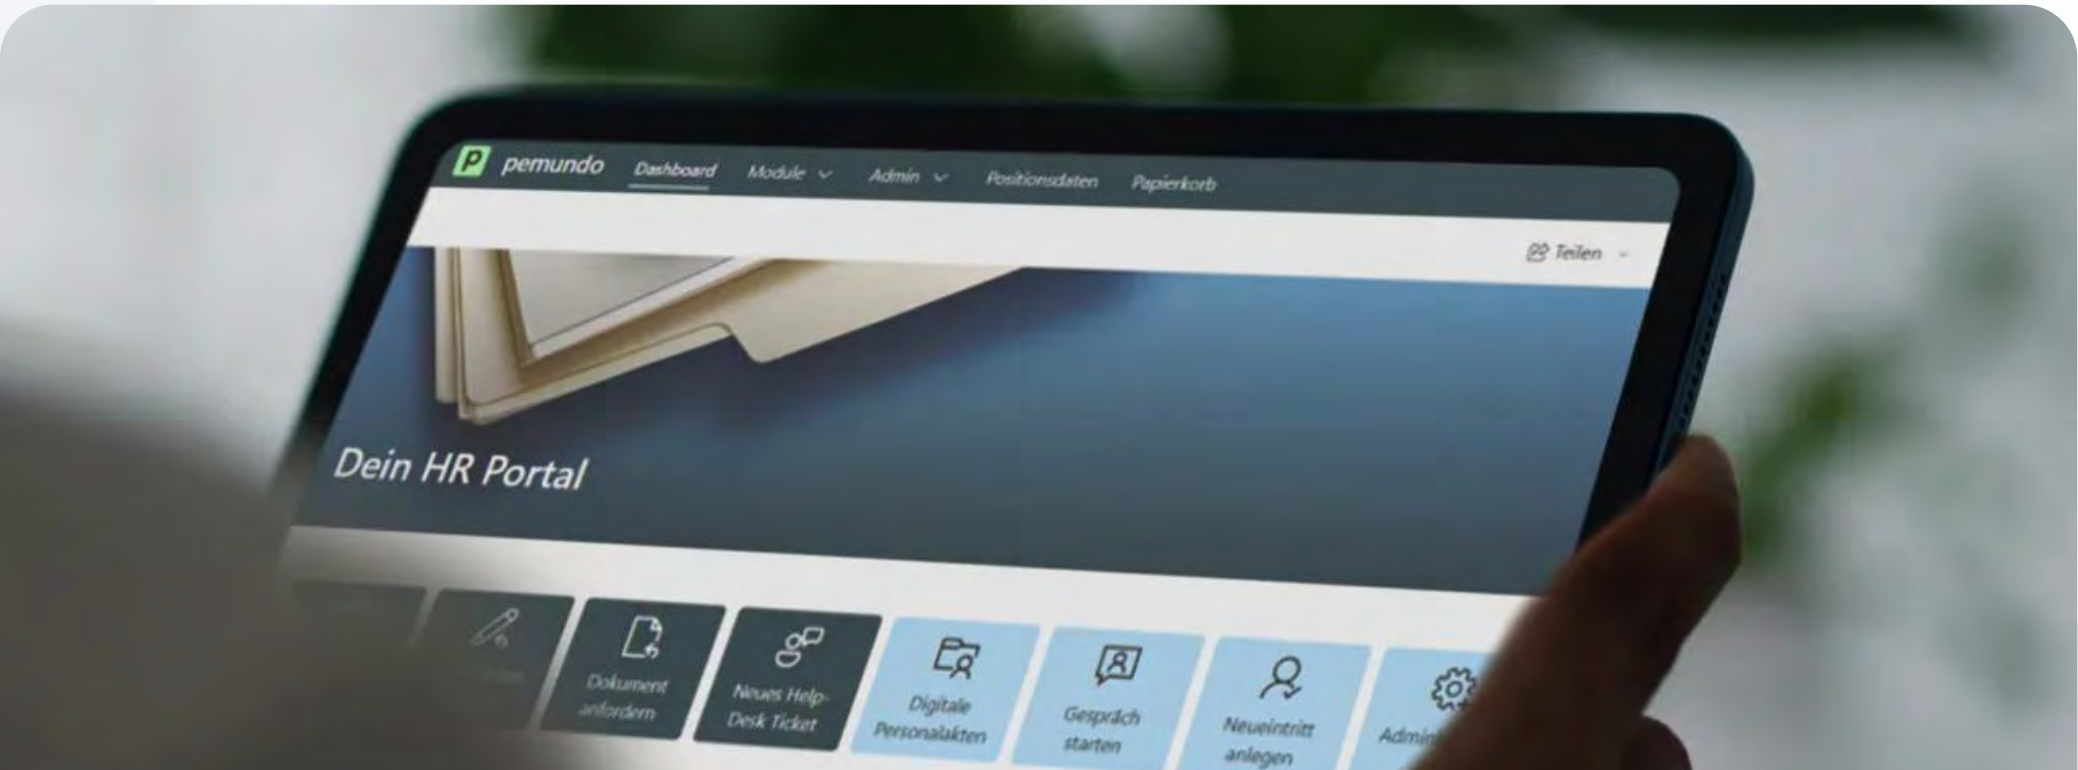 P pemundo Dashboard Module Admin Positionsdaten Papierkorb
Teilen
Dein HR Portal
Dokument
anfordern
Neues Help-
Desk Ticket
Digitale
Personalakten
Gespräch
starten
Neueintritt
anlegen